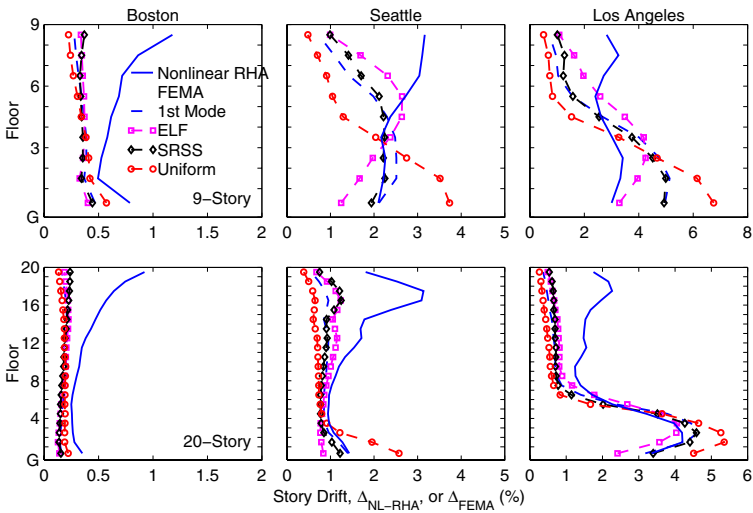 Boston Seattle Los Angeles
9
7
5
3
G
Floor
Nonlinear RHA
FEMA
1st Mode
ELF
SRSS
Uniform
9−Story
0 0.5 1 1.5 2
0 1 2 3 4 5
0 2 4 6 8
20
16
12
8
4
G
Floor
20−Story
0 0.5 1 1.5 2
0 1 2 3 4 5
0 1 2 3 4 5 6
Story Drift, Δ_NL−RHA, or Δ_FEMA (%)